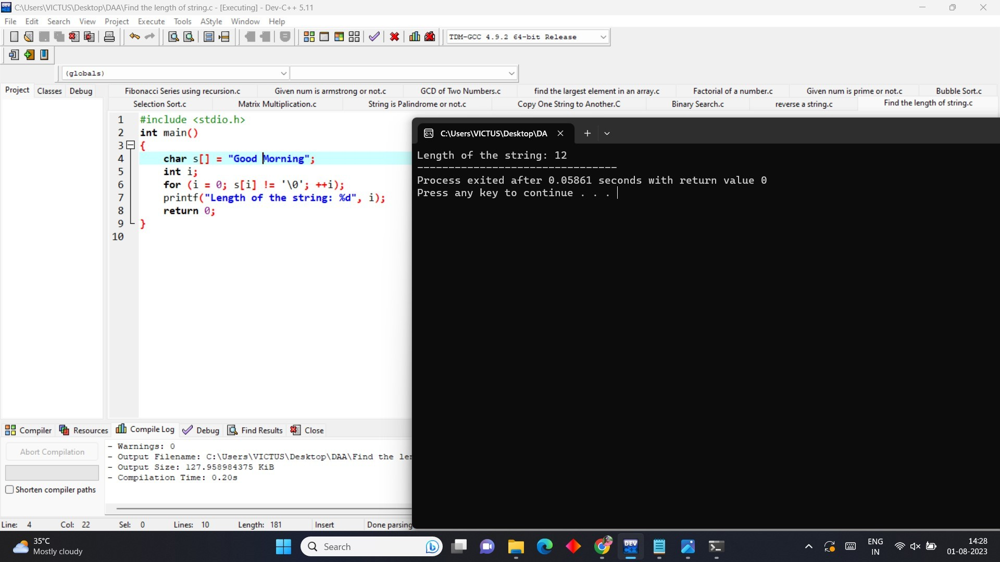 C:\Users\VICTUS\Desktop\DAA\Find the length of string.c - [Executing] - Dev-C++ 5.11
File Edit Search View Project Execute Tools AStyle Window Help
TDM-GCC 4.9.2 64-bit Release
(globals)
Project Classes Debug
Fibonacci Series using recursion.c Given num is armstrong or not.c GCD of Two Numbers.c find the largest element in an array.c Factorial of a number.c Given num is prime or not.c Bubble Sort.c
Selection Sort.c Matrix Multiplication.c String is Palindrome or not.c Copy One String to Another.C Binary Search.c reverse a string.c Find the length of string.c
1 #include <stdio.h>
2 int main()
3 {
4 char s[] = "Good Morning";
5 int i;
6 for (i = 0; s[i] != '\0'; ++i);
7 printf("Length of the string: %d", i);
8 return 0;
9 }
10
C:\Users\VICTUS\Desktop\DA
Length of the string: 12
--------------------------------
Process exited after 0.05861 seconds with return value 0
Press any key to continue . . .
Compiler Resources Compile Log Debug Find Results Close
Abort Compilation
Shorten compiler paths
- Warnings: 0
- Output Filename: C:\Users\VICTUS\Desktop\DAA\Find the ler
- Output Size: 127.958984375 KiB
- Compilation Time: 0.20s
Line: 4 Col: 22 Sel: 0 Lines: 10 Length: 181 Insert Done parsing
35°C
Mostly cloudy
Search
DEV
ENG
IN
14:28
01-08-2023